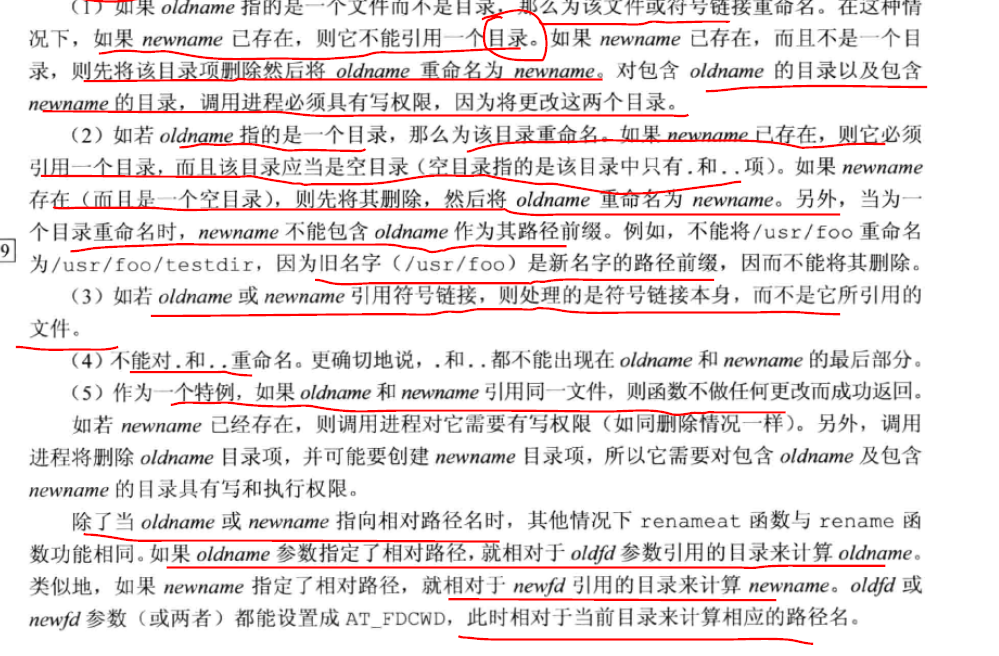 (1) 如果 oldname 指的是一个文件而不是目录，那么为该文件或符号链接重命名。在这种情
况下，如果 newname 已存在，则它不能引用一个目录。如果 newname 已存在，而且不是一个目
录，则先将该目录项删除然后将 oldname 重命名为 newname。对包含 oldname 的目录以及包含
newname 的目录，调用进程必须具有写权限，因为将更改这两个目录。
（2）如若 oldname 指的是一个目录，那么为该目录重命名。如果 newname 已存在，则它必须
引用一个目录，而且该目录应当是空目录（空目录指的是该目录中只有.和..项）。如果 newname
存在（而且是一个空目录），则先将其删除，然后将 oldname 重命名为 newname。另外，当为一
个目录重命名时，newname 不能包含 oldname 作为其路径前缀。例如，不能将/usr/foo 重命名
9
为/usr/foo/testdir，因为旧名字（/usr/foo）是新名字的路径前缀，因而不能将其删除。
（3）如若 oldname 或 newname 引用符号链接，则处理的是符号链接本身，而不是它所引用的
文件。
（4）不能对.和..重命名。更确切地说，.和..都不能出现在 oldname 和 newname 的最后部分。
（5）作为一个特例，如果 oldname 和 newname 引用同一文件，则函数不做任何更改而成功返回。
如若 newname 已经存在，则调用进程对它需要有写权限（如同删除情况一样）。另外，调用
进程将删除 oldname 目录项，并可能要创建 newname 目录项，所以它需要对包含 oldname 及包含
newname 的目录具有写和执行权限。
除了当 oldname 或 newname 指向相对路径名时，其他情况下 renameat 函数与 rename 函
数功能相同。如果 oldname 参数指定了相对路径，就相对于 oldfd 参数引用的目录来计算 oldname。
类似地，如果 newname 指定了相对路径，就相对于 newfd 引用的目录来计算 newname。oldfd 或
newfd 参数（或两者）都能设置成 AT_FDCWD，此时相对于当前目录来计算相应的路径名。